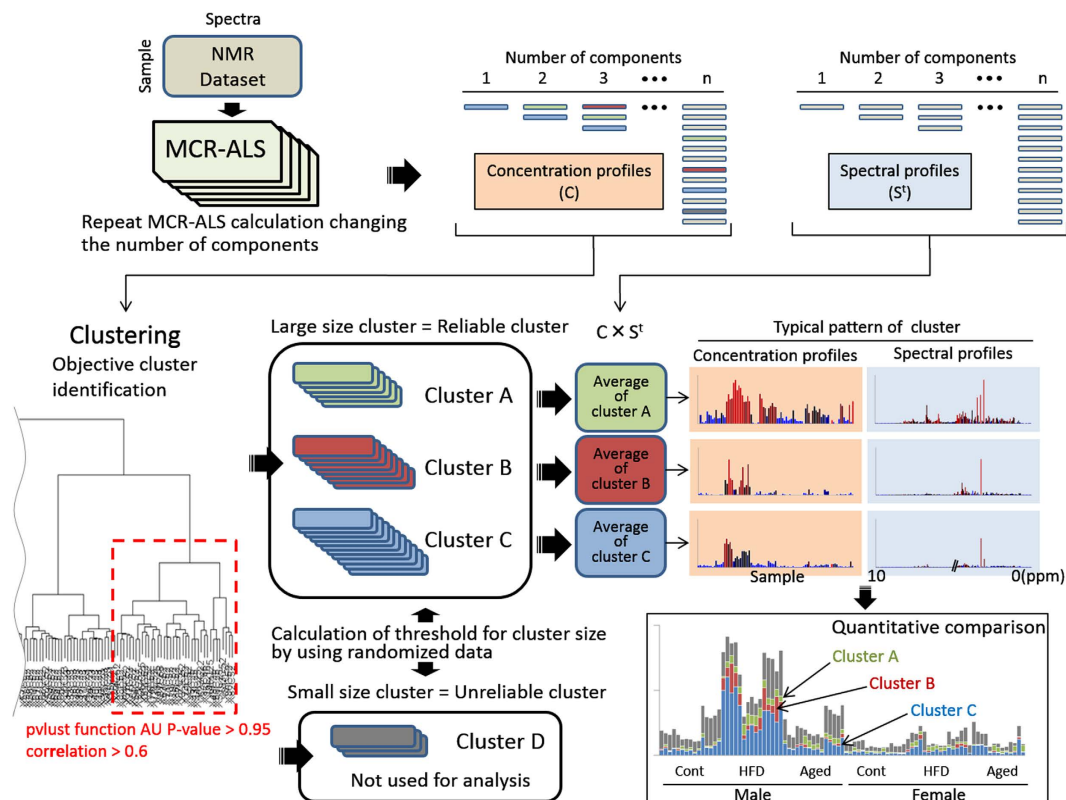 Spectra
Sample
NMR
Dataset
MCR-ALS
Repeat MCR-ALS calculation changing
the number of components
Number of components
1 2 3 ••• n
•••
Concentration profiles
(C)
Number of components
1 2 3 ••• n
•••
Spectral profiles
(Sᵗ)
Clustering
Objective cluster
identification
pvlust function AU P-value > 0.95
correlation > 0.6
Large size cluster = Reliable cluster
Cluster A
Cluster B
Cluster C
Calculation of threshold for cluster size
by using randomized data
Small size cluster = Unreliable cluster
Cluster D
Not used for analysis
C × Sᵗ
Average
of
cluster A
Average
of
cluster B
Average
of
cluster C
Typical pattern of cluster
Concentration profiles
Spectral profiles
Sample
10 0(ppm)
Quantitative comparison
Cluster A
Cluster B
Cluster C
Cont HFD Aged Cont HFD Aged
Male Female